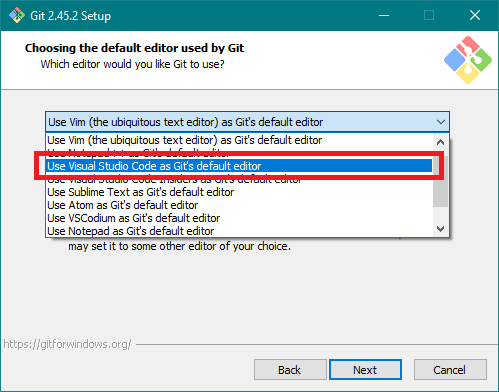 Git 2.45.2 Setup
Choosing the default editor used by Git
Which editor would you like Git to use?
Use Vim (the ubiquitous text editor) as Git's default editor
Use Vim (the ubiquitous text editor) as Git's default editor
Use Notepad++ as Git's default editor
Use Visual Studio Code as Git's default editor
Use Visual Studio Code Insiders as Git's default editor
Use Sublime Text as Git's default editor
Use Atom as Git's default editor
Use VSCodium as Git's default editor
Use Notepad as Git's default editor
may set it to some other editor of your choice.
https://gitforwindows.org/
Back
Next
Cancel